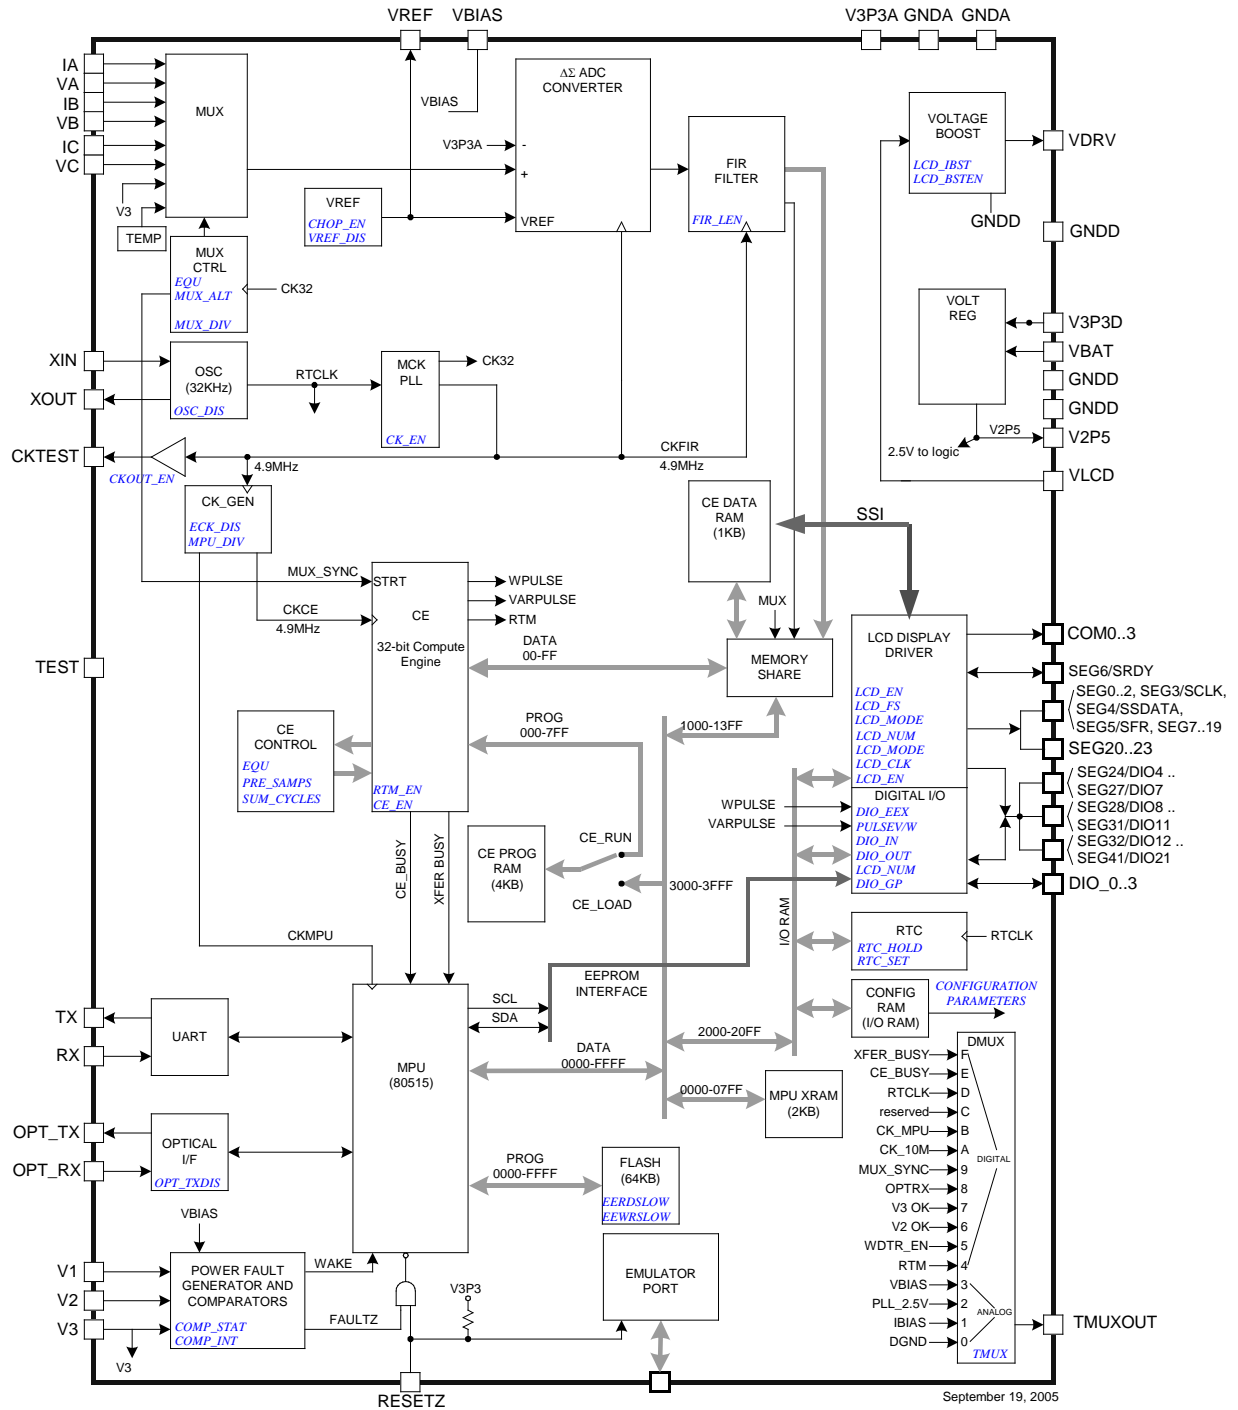 VREF VBIAS V3P3A GNDA GNDA
IA
VA
IB
VB
IC
VC
MUX
V3
TEMP
VBIAS
V3P3A
ΔΣ ADC
CONVERTER
-
+
VREF
VREF
CHOP_EN
VREF_DIS
FIR
FILTER
FIR_LEN
VOLTAGE
BOOST
LCD_IBST
LCD_BSTEN
GNDD
VDRV
GNDD
MUX
CTRL
EQU
MUX_ALT
MUX_DIV
CK32
VOLT
REG
V3P3D
VBAT
GNDD
GNDD
V2P5
V2P5
2.5V to logic
VLCD
XIN
XOUT
OSC
(32KHz)
OSC_DIS
RTCLK
MCK
PLL
CK_EN
CK32
CKTEST
CKOUT_EN
4.9MHz
CKFIR
4.9MHz
CK_GEN
ECK_DIS
MPU_DIV
CE DATA
RAM
(1KB)
SSI
MUX_SYNC
CKCE
4.9MHz
STRT
CE
32-bit Compute
Engine
RTM_EN
CE_EN
WPULSE
VARPULSE
RTM
DATA
00-FF
MUX
MEMORY
SHARE
TEST
PROG
000-7FF
1000-13FF
CE
CONTROL
EQU
PRE_SAMPS
SUM_CYCLES
LCD DISPLAY
DRIVER
LCD_EN
LCD_FS
LCD_MODE
LCD_NUM
LCD_MODE
LCD_CLK
LCD_EN
DIGITAL I/O
DIO_EEX
PULSEV/W
DIO_IN
DIO_OUT
LCD_NUM
DIO_GP
WPULSE
VARPULSE
COM0..3
SEG6/SRDY
SEG0..2, SEG3/SCLK,
SEG4/SSDATA,
SEG5/SFR, SEG7..19
SEG20..23
SEG24/DIO4 ..
SEG27/DIO7
SEG28/DIO8 ..
SEG31/DIO11
SEG32/DIO12 ..
SEG41/DIO21
DIO_0..3
CE_BUSY
XFER BUSY
CE PROG
RAM
(4KB)
CE_RUN
CE_LOAD
3000-3FFF
I/O RAM
RTC
RTC_HOLD
RTC_SET
RTCLK
CKMPU
EEPROM
INTERFACE
CONFIG
RAM
(I/O RAM)
CONFIGURATION
PARAMETERS
TX
RX
UART
MPU
(80515)
SCL
SDA
DATA
0000-FFFF
2000-20FF
0000-07FF
MPU XRAM
(2KB)
OPT_TX
OPT_RX
OPTICAL
I/F
OPT_TXDIS
PROG
0000-FFFF
FLASH
(64KB)
EERDSLOW
EEWRSLOW
DMUX
XFER_BUSY F
CE_BUSY E
RTCLK D
reserved C
CK_MPU B
CK_10M A
DIGITAL
MUX_SYNC 9
OPTRX 8
V3 OK 7
V2 OK 6
WDTR_EN 5
RTM 4
VBIAS 3
PLL_2.5V 2
ANALOG
IBIAS 1
DGND 0
TMUX
TMUXOUT
VBIAS
V1
V2
V3
POWER FAULT
GENERATOR AND
COMPARATORS
COMP_STAT
COMP_INT
V3
WAKE
FAULTZ
V3P3
EMULATOR
PORT
RESETZ
September 19, 2005